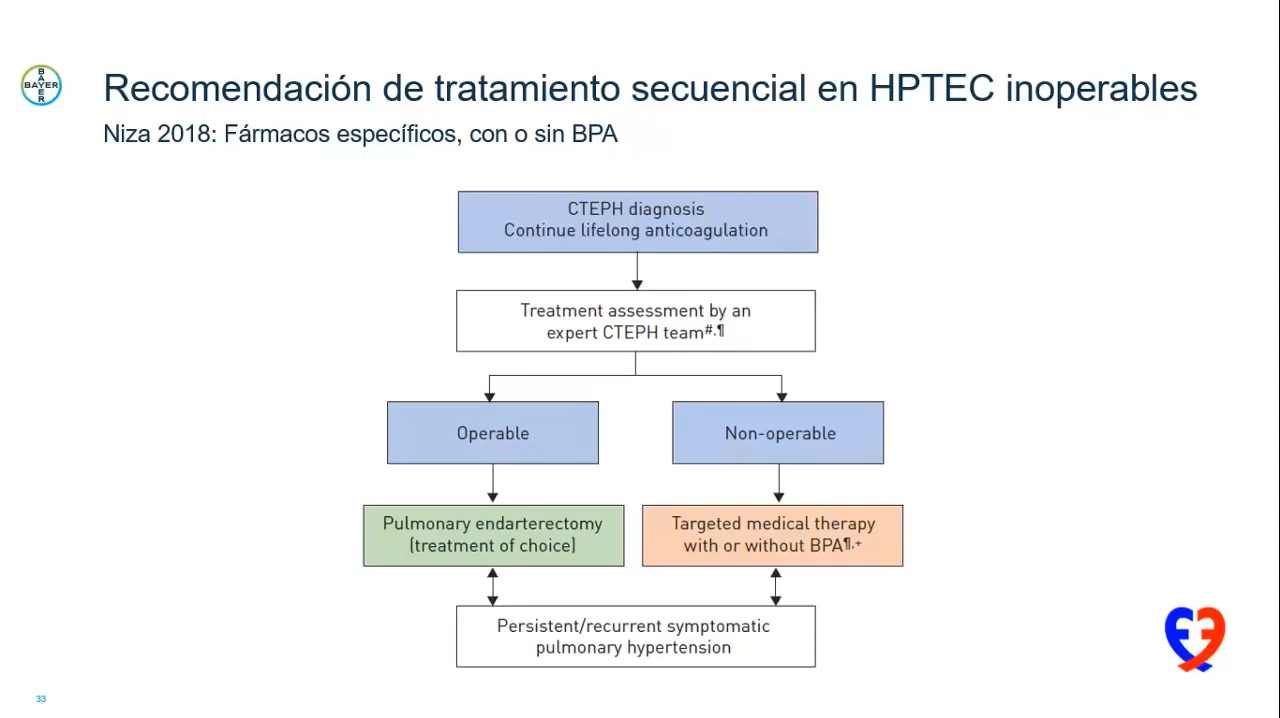 BAYER
BAYER
Recomendación de tratamiento secuencial en HPTEC inoperables
Niza 2018: Fármacos específicos, con o sin BPA
CTEPH diagnosis
Continue lifelong anticoagulation
Treatment assessment by an
expert CTEPH team#,¶
Operable
Non-operable
Pulmonary endarterectomy
(treatment of choice)
Targeted medical therapy
with or without BPA¶,+
Persistent/recurrent symptomatic
pulmonary hypertension
33